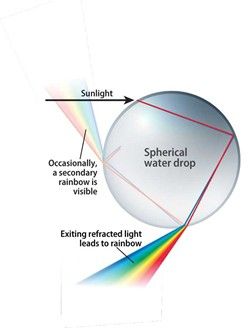 Sunlight
Spherical
water drop
Occasionally,
a secondary
rainbow is
visible
Exiting refracted light
leads to rainbow